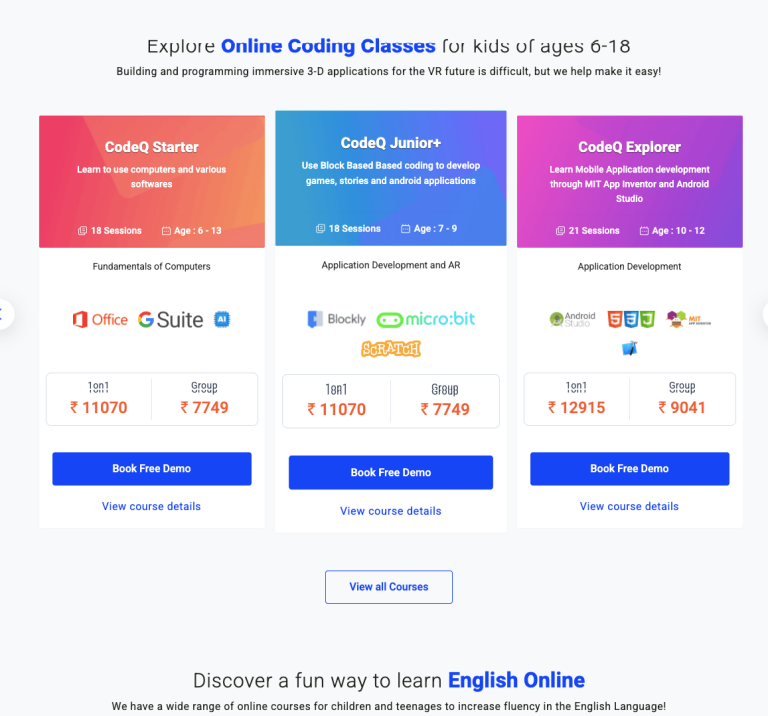 Explore Online Coding Classes for kids of ages 6-18
Building and programming immersive 3-D applications for the VR future is difficult, but we help make it easy!
CodeQ Starter
Learn to use computers and various
softwares
18 Sessions Age : 6 - 13
Fundamentals of Computers
Office G Suite AI
1on1 Group
₹ 11070 ₹ 7749
Book Free Demo
View course details
CodeQ Junior+
Use Block Based Based coding to develop
games, stories and android applications
18 Sessions Age : 7 - 9
Application Development and AR
Blockly micro:bit
SCRATCH
1on1 Group
₹ 11070 ₹ 7749
Book Free Demo
View course details
CodeQ Explorer
Learn Mobile Application development
through MIT App Inventor and Android
Studio
21 Sessions Age : 10 - 12
Application Development
Android Studio 5 3 J MIT APP INVENTOR
1on1 Group
₹ 12915 ₹ 9041
Book Free Demo
View course details
View all Courses
Discover a fun way to learn English Online
We have a wide range of online courses for children and teenages to increase fluency in the English Language!